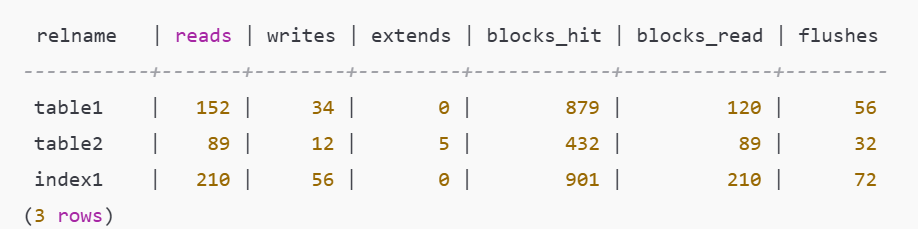 relname | reads | writes | extends | blocks_hit | blocks_read | flushes
-----------+-------+--------+---------+------------+-------------+---------
table1 | 152 | 34 | 0 | 879 | 120 | 56
table2 | 89 | 12 | 5 | 432 | 89 | 32
index1 | 210 | 56 | 0 | 901 | 210 | 72
(3 rows)